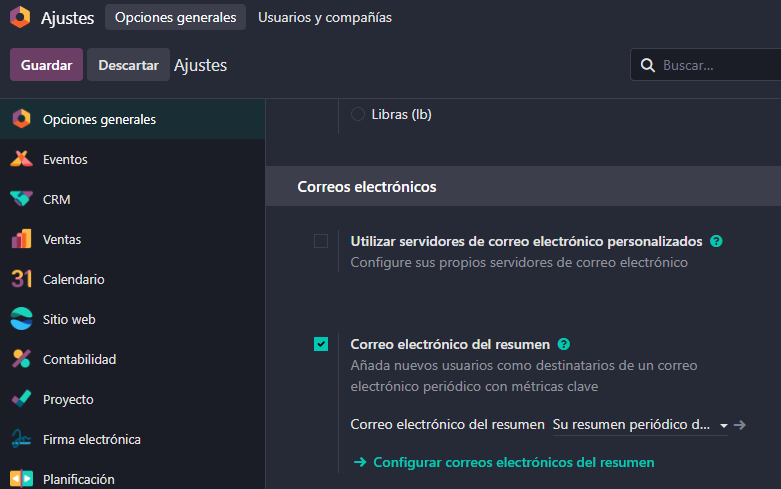 Ajustes Opciones generales Usuarios y compañías
Guardar Descartar Ajustes Buscar...
Opciones generales
Eventos
CRM
Ventas
31 Calendario
Sitio web
Contabilidad
Proyecto
Firma electrónica
Planificación
Libras (lb)
Correos electrónicos
Utilizar servidores de correo electrónico personalizados ?
Configure sus propios servidores de correo electrónico
Correo electrónico del resumen ?
Añada nuevos usuarios como destinatarios de un correo
electrónico periódico con métricas clave
Correo electrónico del resumen Su resumen periódico d...
Configurar correos electrónicos del resumen